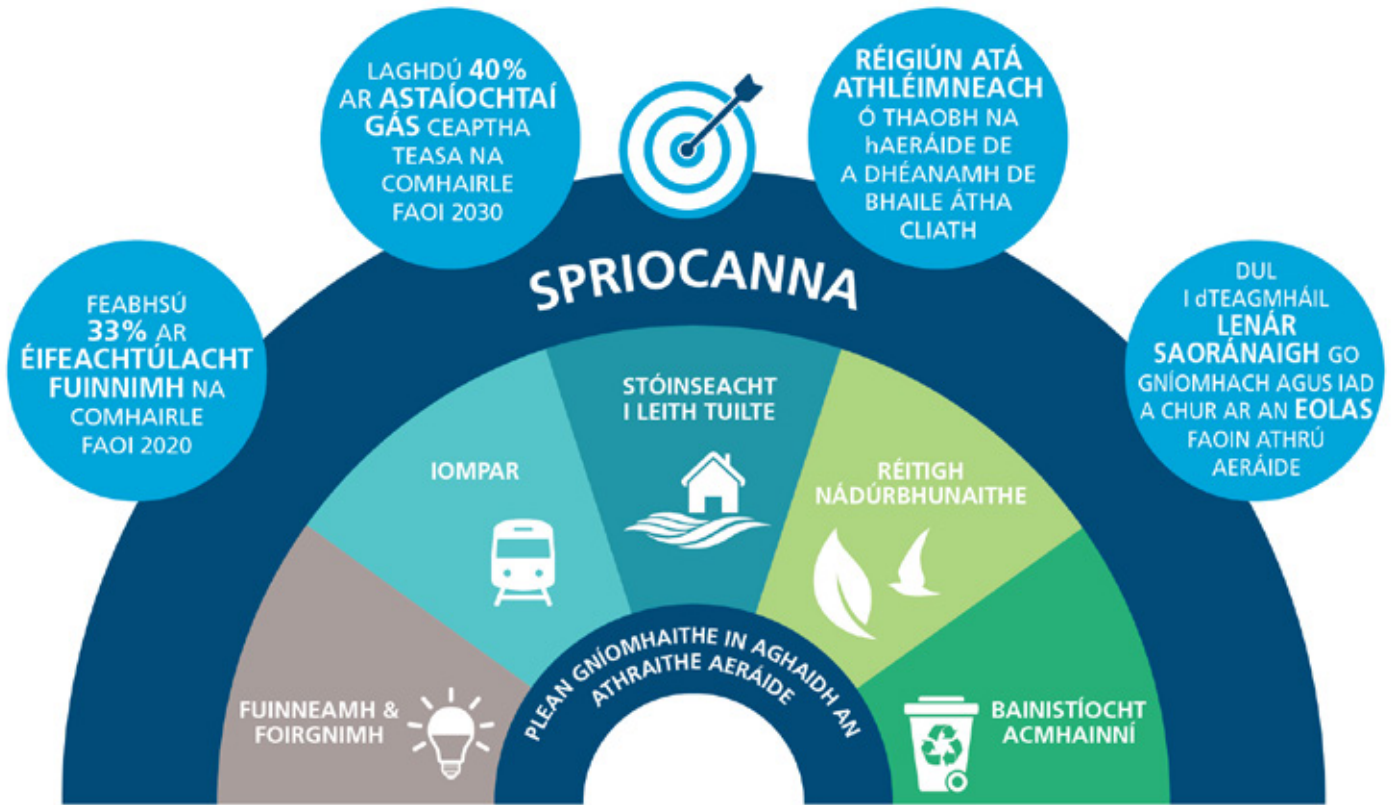 FEABHSÚ
33% AR
ÉIFEACHTÚLACHT
FUINNIMH NA
COMHAIRLE
FAOI 2020
LAGHDÚ 40%
AR ASTAÍOCHTAÍ
GÁS CEAPTHA
TEASA NA
COMHAIRLE
FAOI 2030
RÉIGIÚN ATÁ
ATHLÉIMNEACH
Ó THAOBH NA
hAERÁIDE DE
A DHÉANAMH DE
BHAILE ÁTHA
CLIATH
DUL
I dTEAGMHÁIL
LENÁR
SAORÁNAIGH GO
GNÍOMHACH AGUS IAD
A CHUR AR AN EOLAS
FAOIN ATHRÚ
AERÁIDE
SPRIOCANNA
FUINNEAMH &
FOIRGNIMH
IOMPAR
STÓINSEACHT
I LEITH TUILTE
RÉITIGH
NÁDÚRBHUNAITHE
BAINISTÍOCHT
ACMHAINNÍ
PLEAN GNÍOMHAITHE IN AGHAIDH AN
ATHRAITHE AERÁIDE